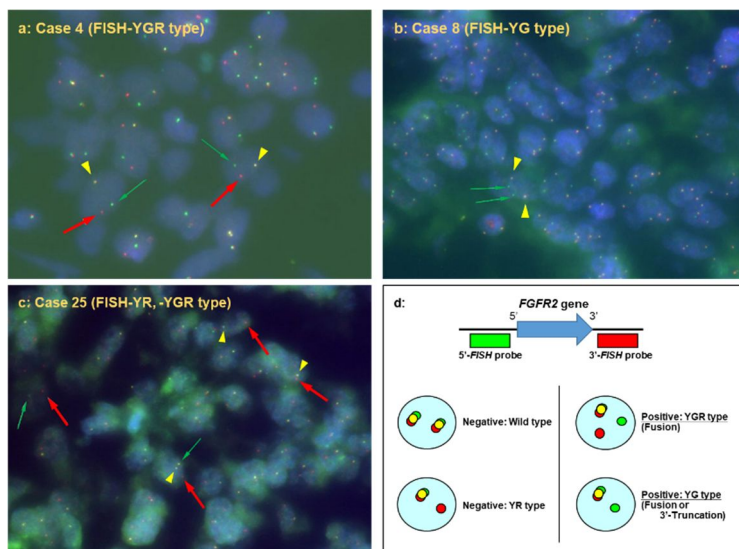 a: Case 4 (FISH-YGR type)
b: Case 8 (FISH-YG type)
c: Case 25 (FISH-YR, -YGR type)
d:
FGFR2 gene
5' 3'
5'-FISH probe
3'-FISH probe
Negative: Wild type
Positive: YGR type
(Fusion)
Negative: YR type
Positive: YG type
(Fusion or
3'-Truncation)